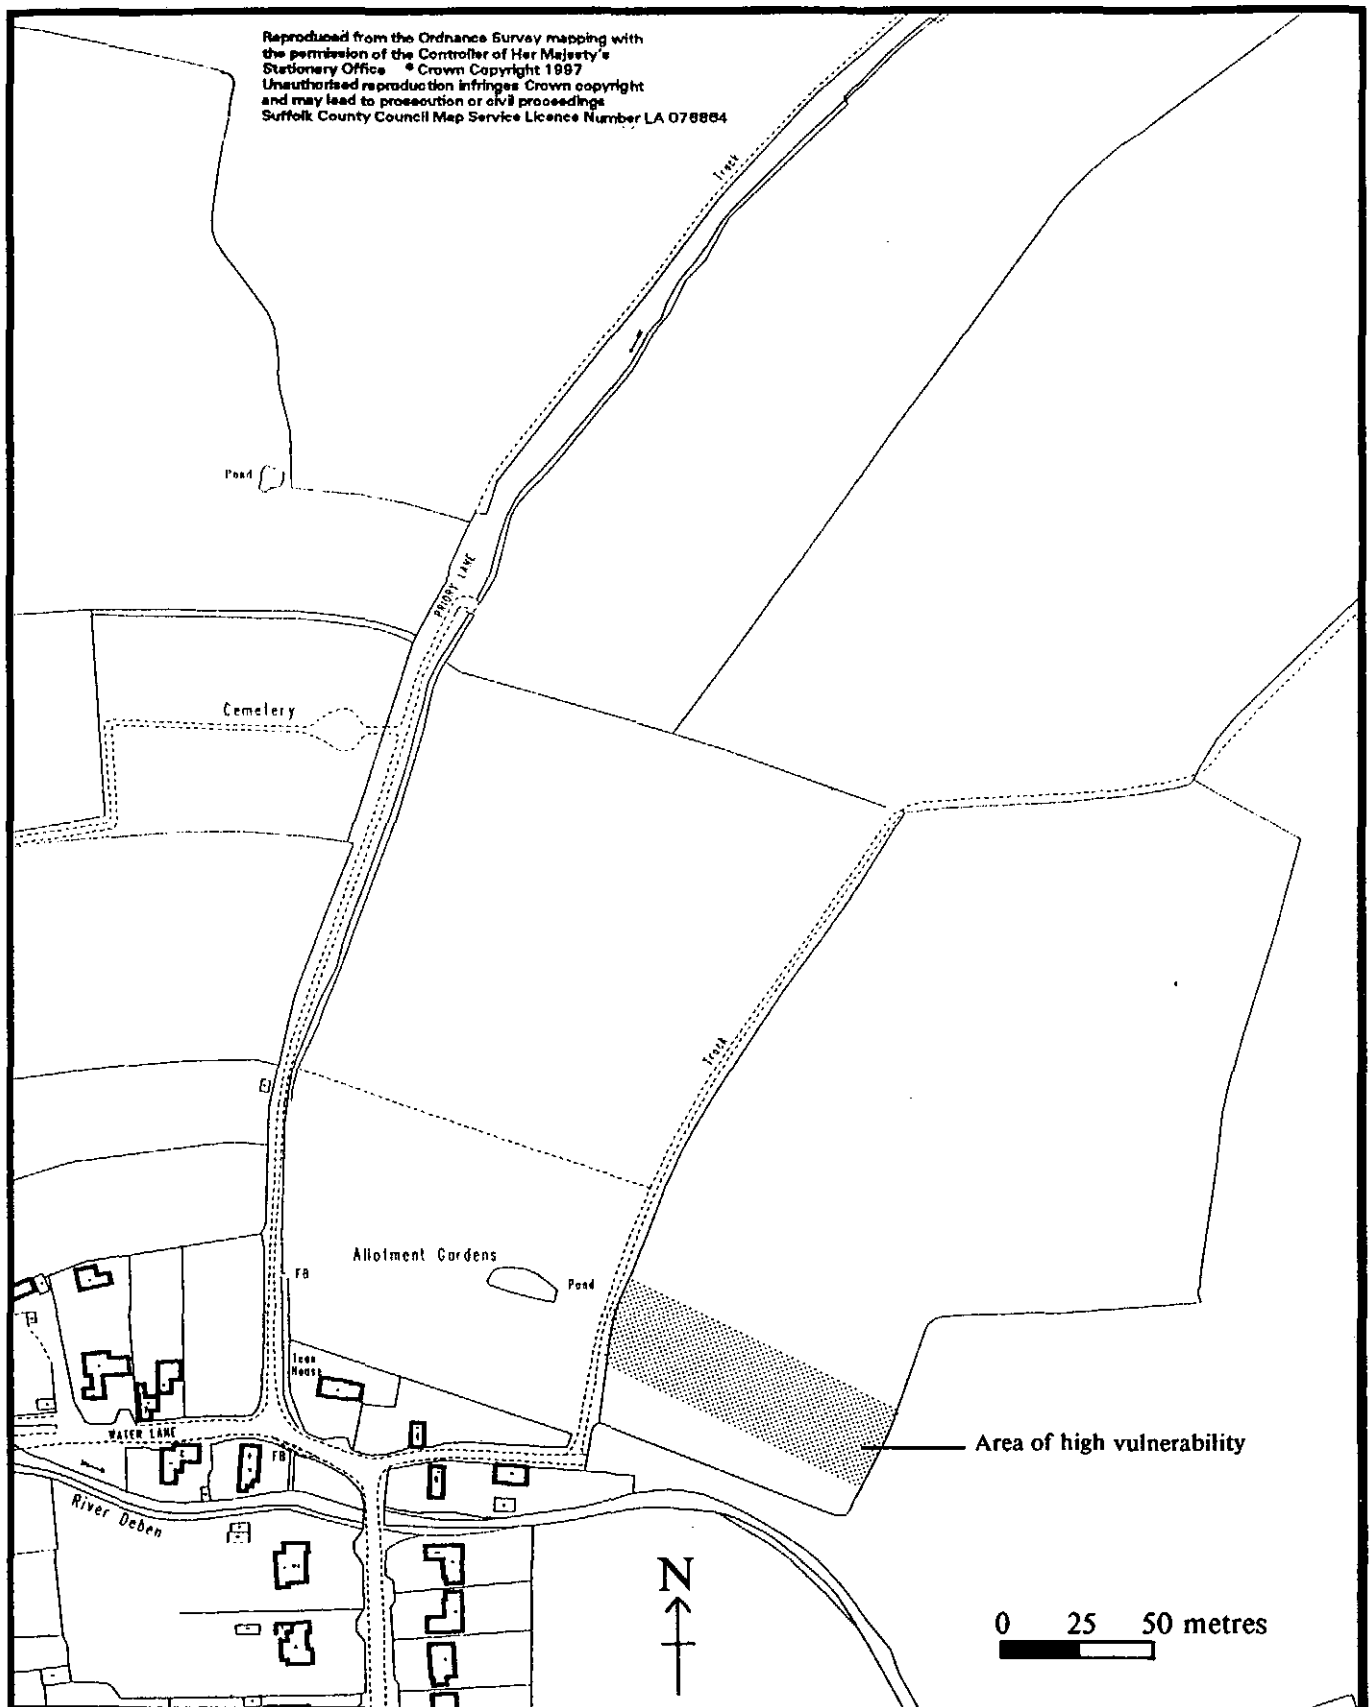 Reproduced from the Ordnance Survey mapping with
the permission of the Controller of Her Majesty's
Stationery Office © Crown Copyright 1997
Unauthorised reproduction infringes Crown copyright
and may lead to prosecution or civil proceedings
Suffolk County Council Map Service Licence Number LA 076864
Track
Pond
PRIORY LANE
Cemetery
Track
Allotment Gardens
FB
Pond
House
WATER LANE
FB
Area of high vulnerability
River Deben
N
0 25 50 metres